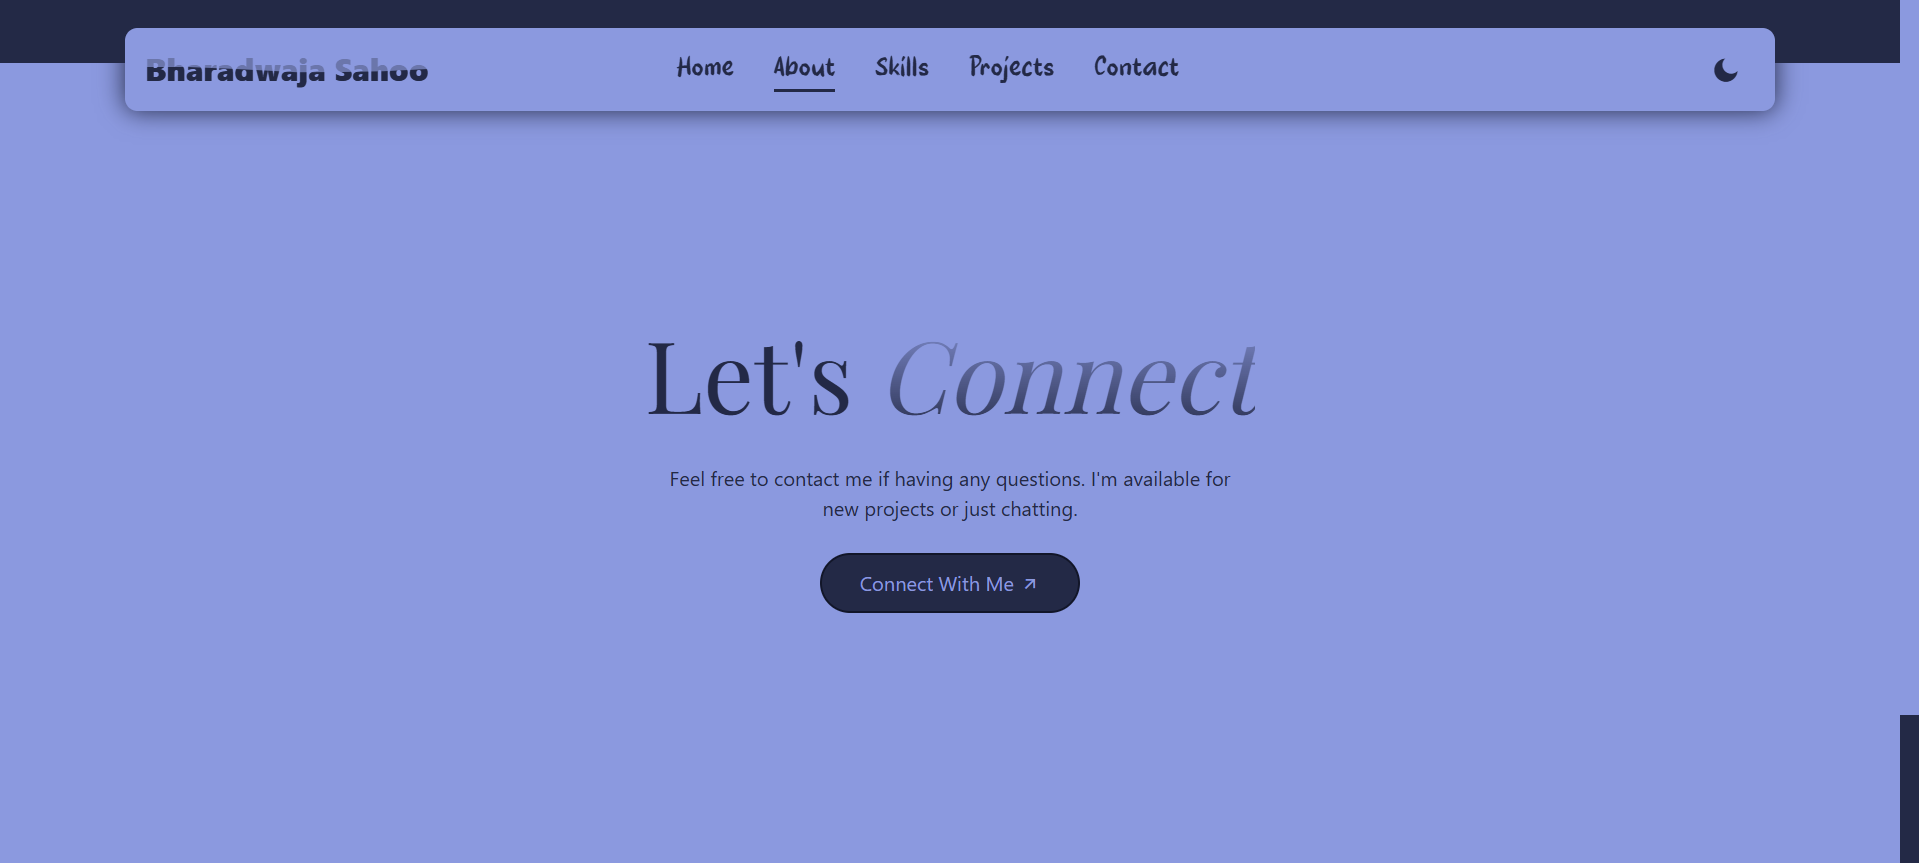 Bharadwaja Sahoo
Home About Skills Projects Contact
Let's Connect
Feel free to contact me if having any questions. I'm available for
new projects or just chatting.
Connect With Me